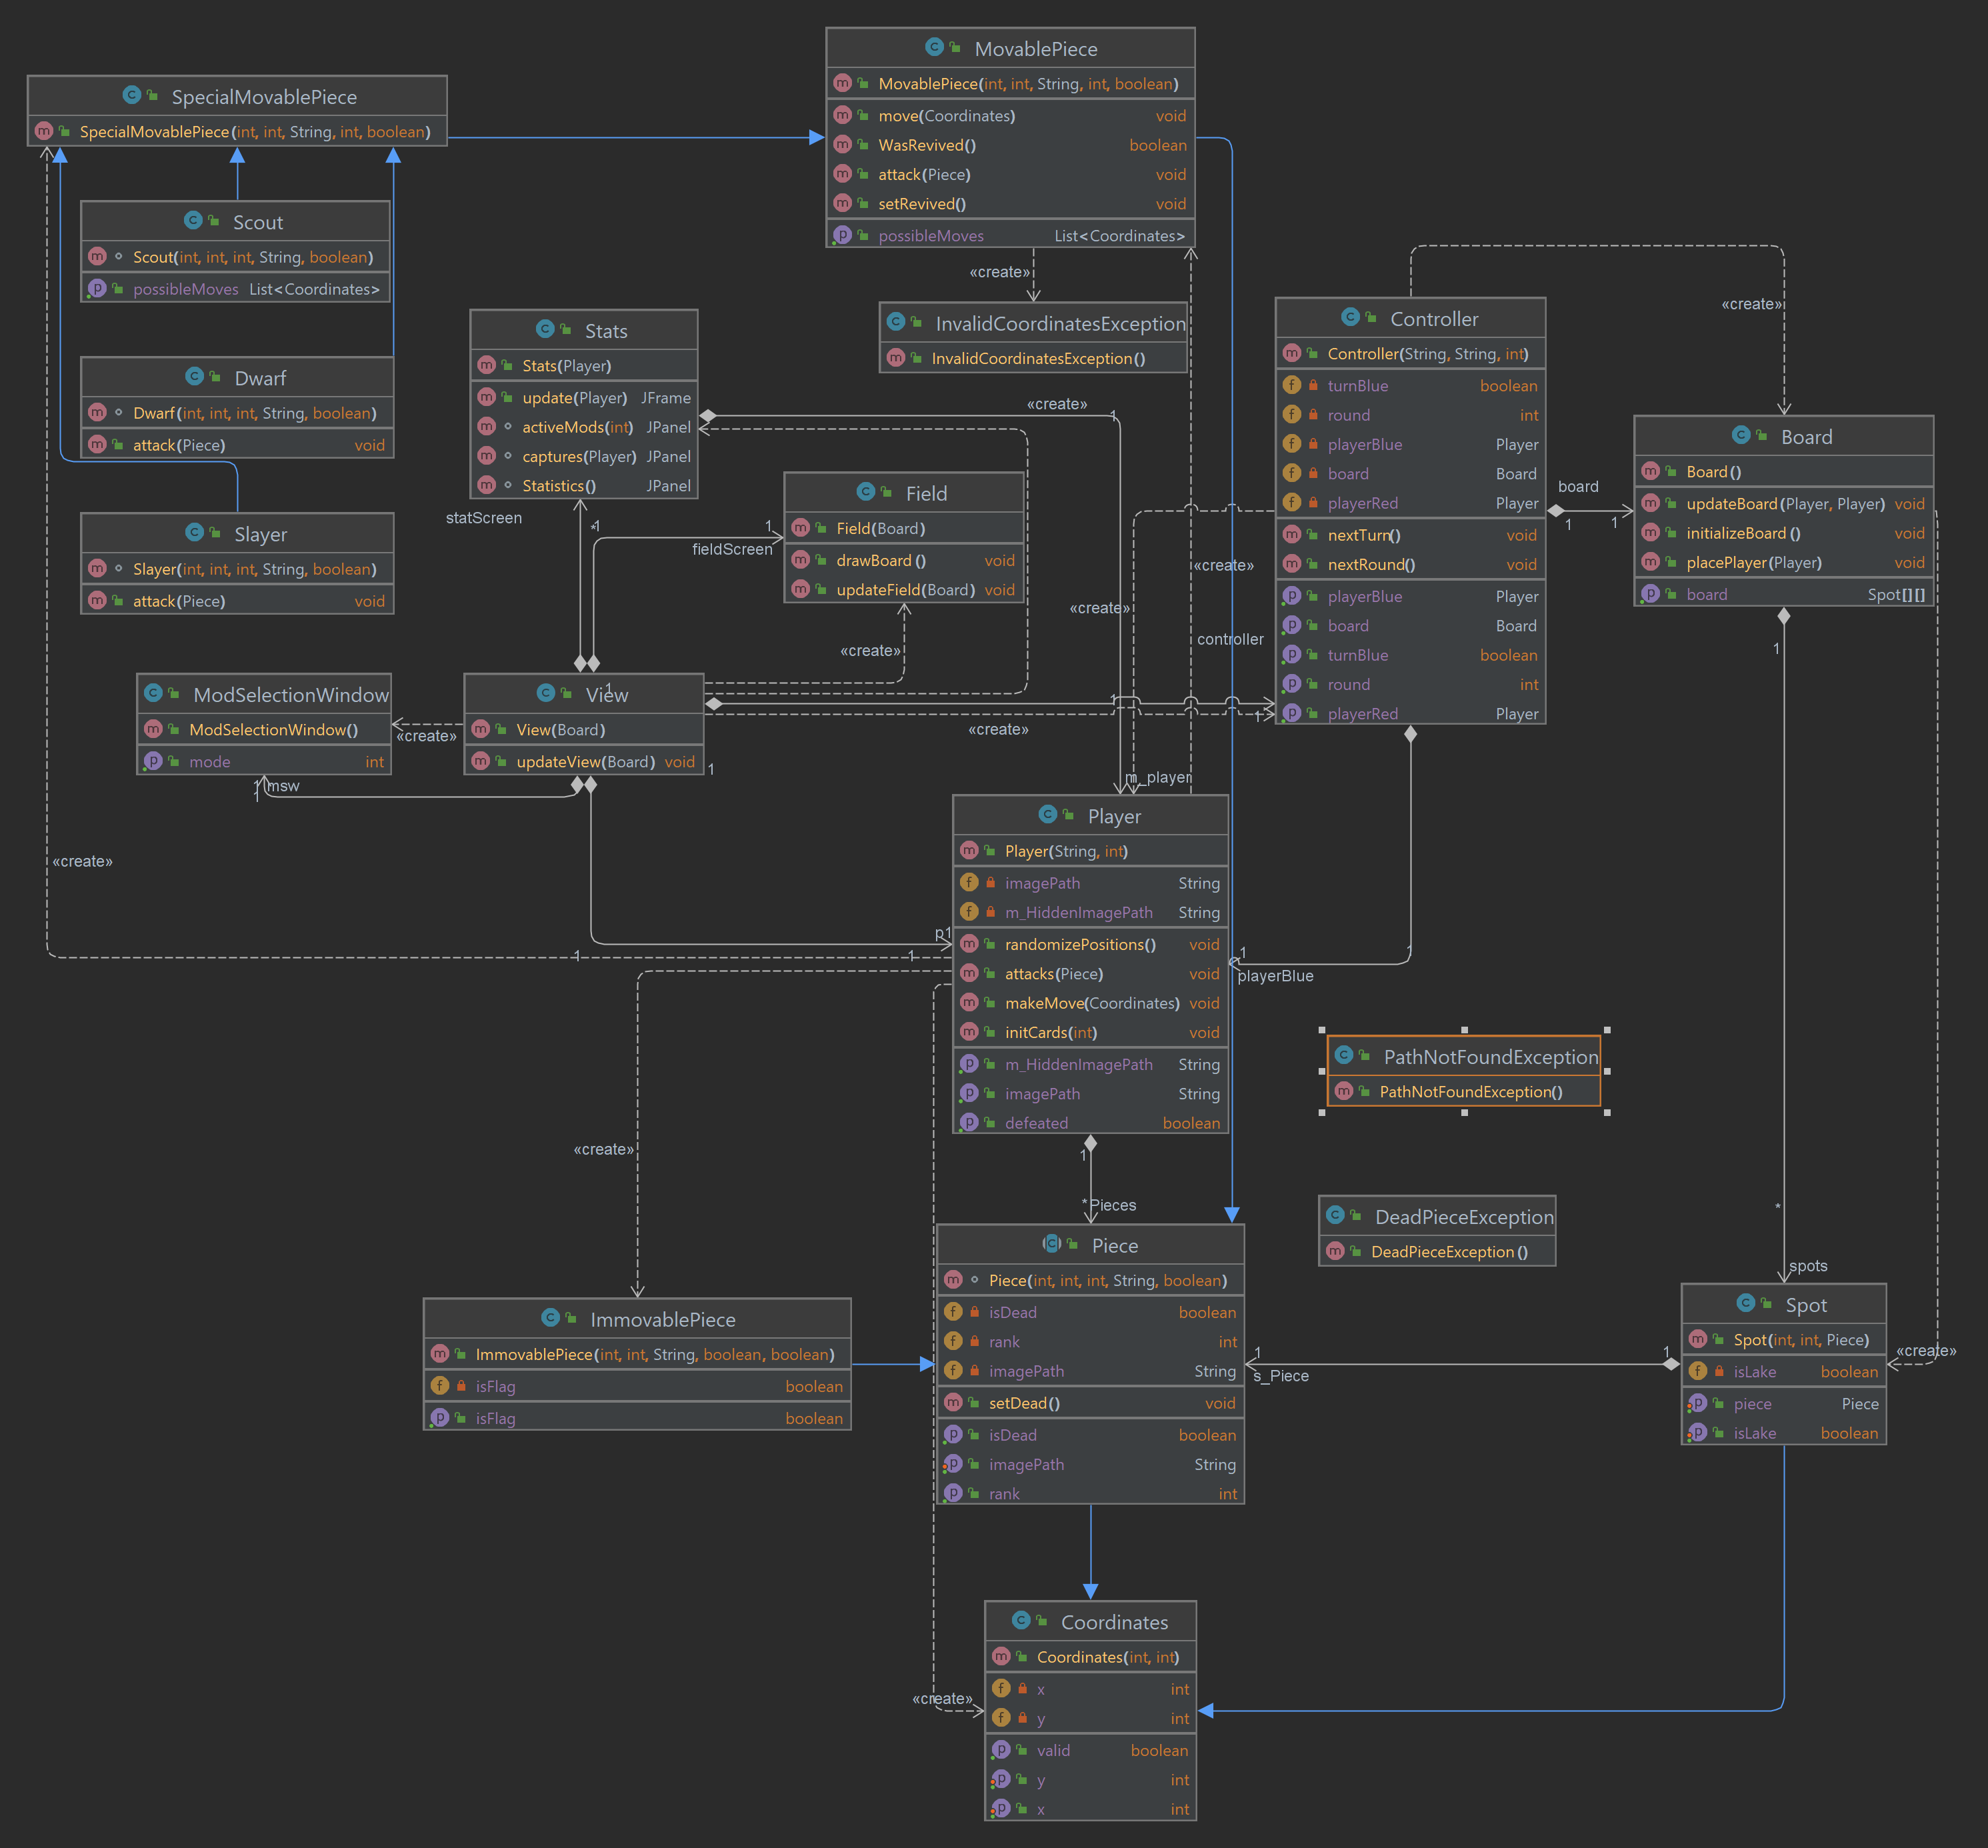 SpecialMovablePiece
SpecialMovablePiece(int, int, String, int, boolean)
MovablePiece
MovablePiece(int, int, String, int, boolean)
move(Coordinates) void
WasRevived() boolean
attack(Piece) void
setRevived() void
possibleMoves List<Coordinates>
Scout
Scout(int, int, int, String, boolean)
possibleMoves List<Coordinates>
«create»
InvalidCoordinatesException
InvalidCoordinatesException()
Dwarf
Dwarf(int, int, int, String, boolean)
attack(Piece) void
Slayer
Slayer(int, int, int, String, boolean)
attack(Piece) void
Stats
Stats(Player)
update(Player) JFrame
activeMods(int) JPanel
captures(Player) JPanel
Statistics() JPanel
«create»
1
statScreen
*1
1
fieldScreen
Field
Field(Board)
drawBoard() void
updateField(Board) void
«create»
Controller
Controller(String, String, int)
turnBlue boolean
round int
playerBlue Player
board Board
playerRed Player
nextTurn() void
nextRound() void
playerBlue Player
board Board
turnBlue boolean
round int
playerRed Player
«create»
board
1
1
Board
Board()
updateBoard(Player, Player) void
initializeBoard() void
placePlayer(Player) void
board Spot[][]
1
«create»
«create»
controller
ModSelectionWindow
ModSelectionWindow()
mode int
«create»
View
1
View(Board)
updateView(Board) void
1
1
1
«create»
1
msw
m_player
Player
Player(String, int)
imagePath String
m_HiddenImagePath String
randomizePositions() void
attacks(Piece) void
makeMove(Coordinates) void
initCards(int) void
m_HiddenImagePath String
imagePath String
defeated boolean
«create»
p1
1
1
1
1
playerBlue
PathNotFoundException
PathNotFoundException()
«create»
1
*
Pieces
DeadPieceException
DeadPieceException()
*
spots
Piece
Piece(int, int, int, String, boolean)
isDead boolean
rank int
imagePath String
setDead() void
isDead boolean
imagePath String
rank int
ImmovablePiece
ImmovablePiece(int, int, String, boolean, boolean)
isFlag boolean
isFlag boolean
1
s_Piece
1
Spot
Spot(int, int, Piece)
isLake boolean
piece Piece
isLake boolean
«create»
Coordinates
Coordinates(int, int)
x int
y int
valid boolean
y int
x int
«create»